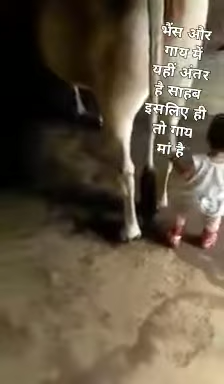 भैंस और
गाय में
यहीं अंतर
है साहब
इसलिए ही
तो गाय
मां है